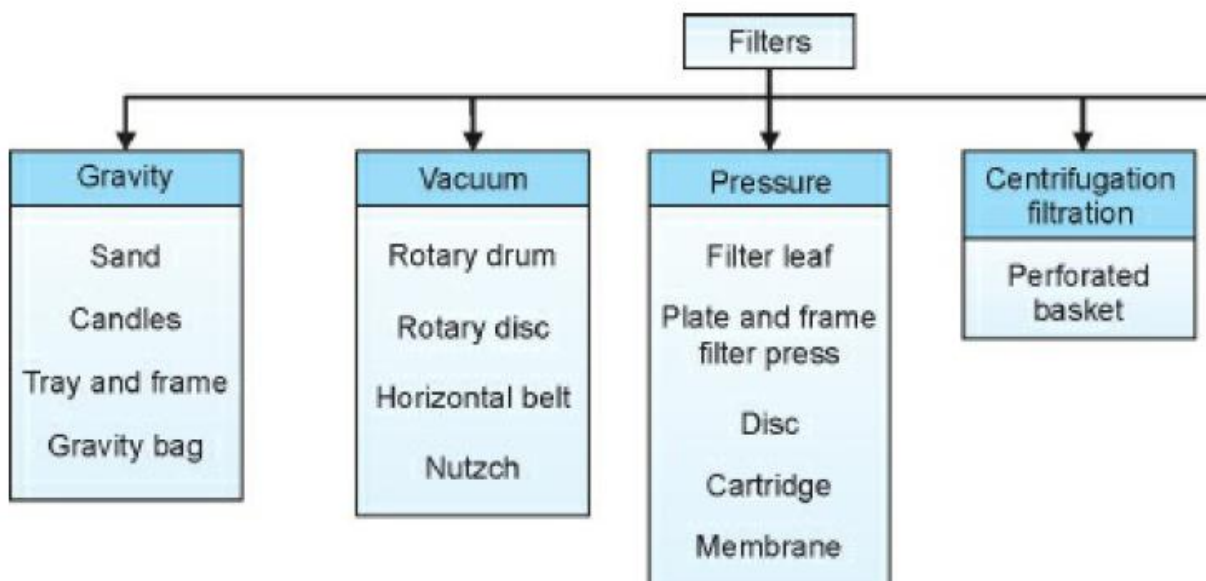 Filters
Gravity
Sand
Candles
Tray and frame
Gravity bag
Vacuum
Rotary drum
Rotary disc
Horizontal belt
Nutzch
Pressure
Filter leaf
Plate and frame
filter press
Disc
Cartridge
Membrane
Centrifugation
filtration
Perforated
basket